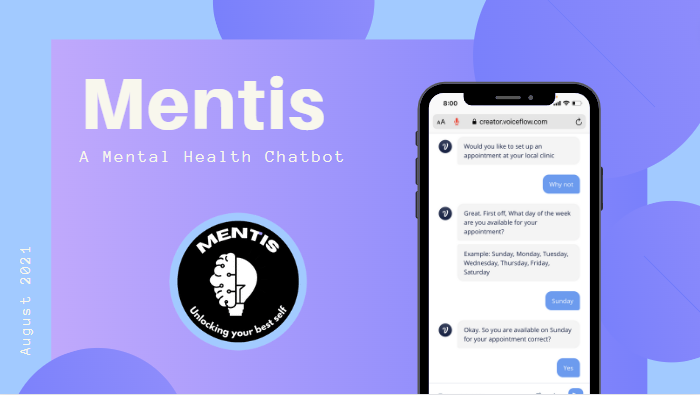 Mentis
A Mental Health Chatbot
August 2021
MENTIS
Unlocking your best self
8:00
AA
creator.voiceflow.com
Would you like to set up an
appointment at your local clinic
Why not
Great. First off, What day of the week
are you available for your
appointment?
Example: Sunday, Monday, Tuesday,
Wednesday, Thursday, Friday,
Saturday
Sunday
Okay. So you are available on Sunday
for your appointment correct?
Yes